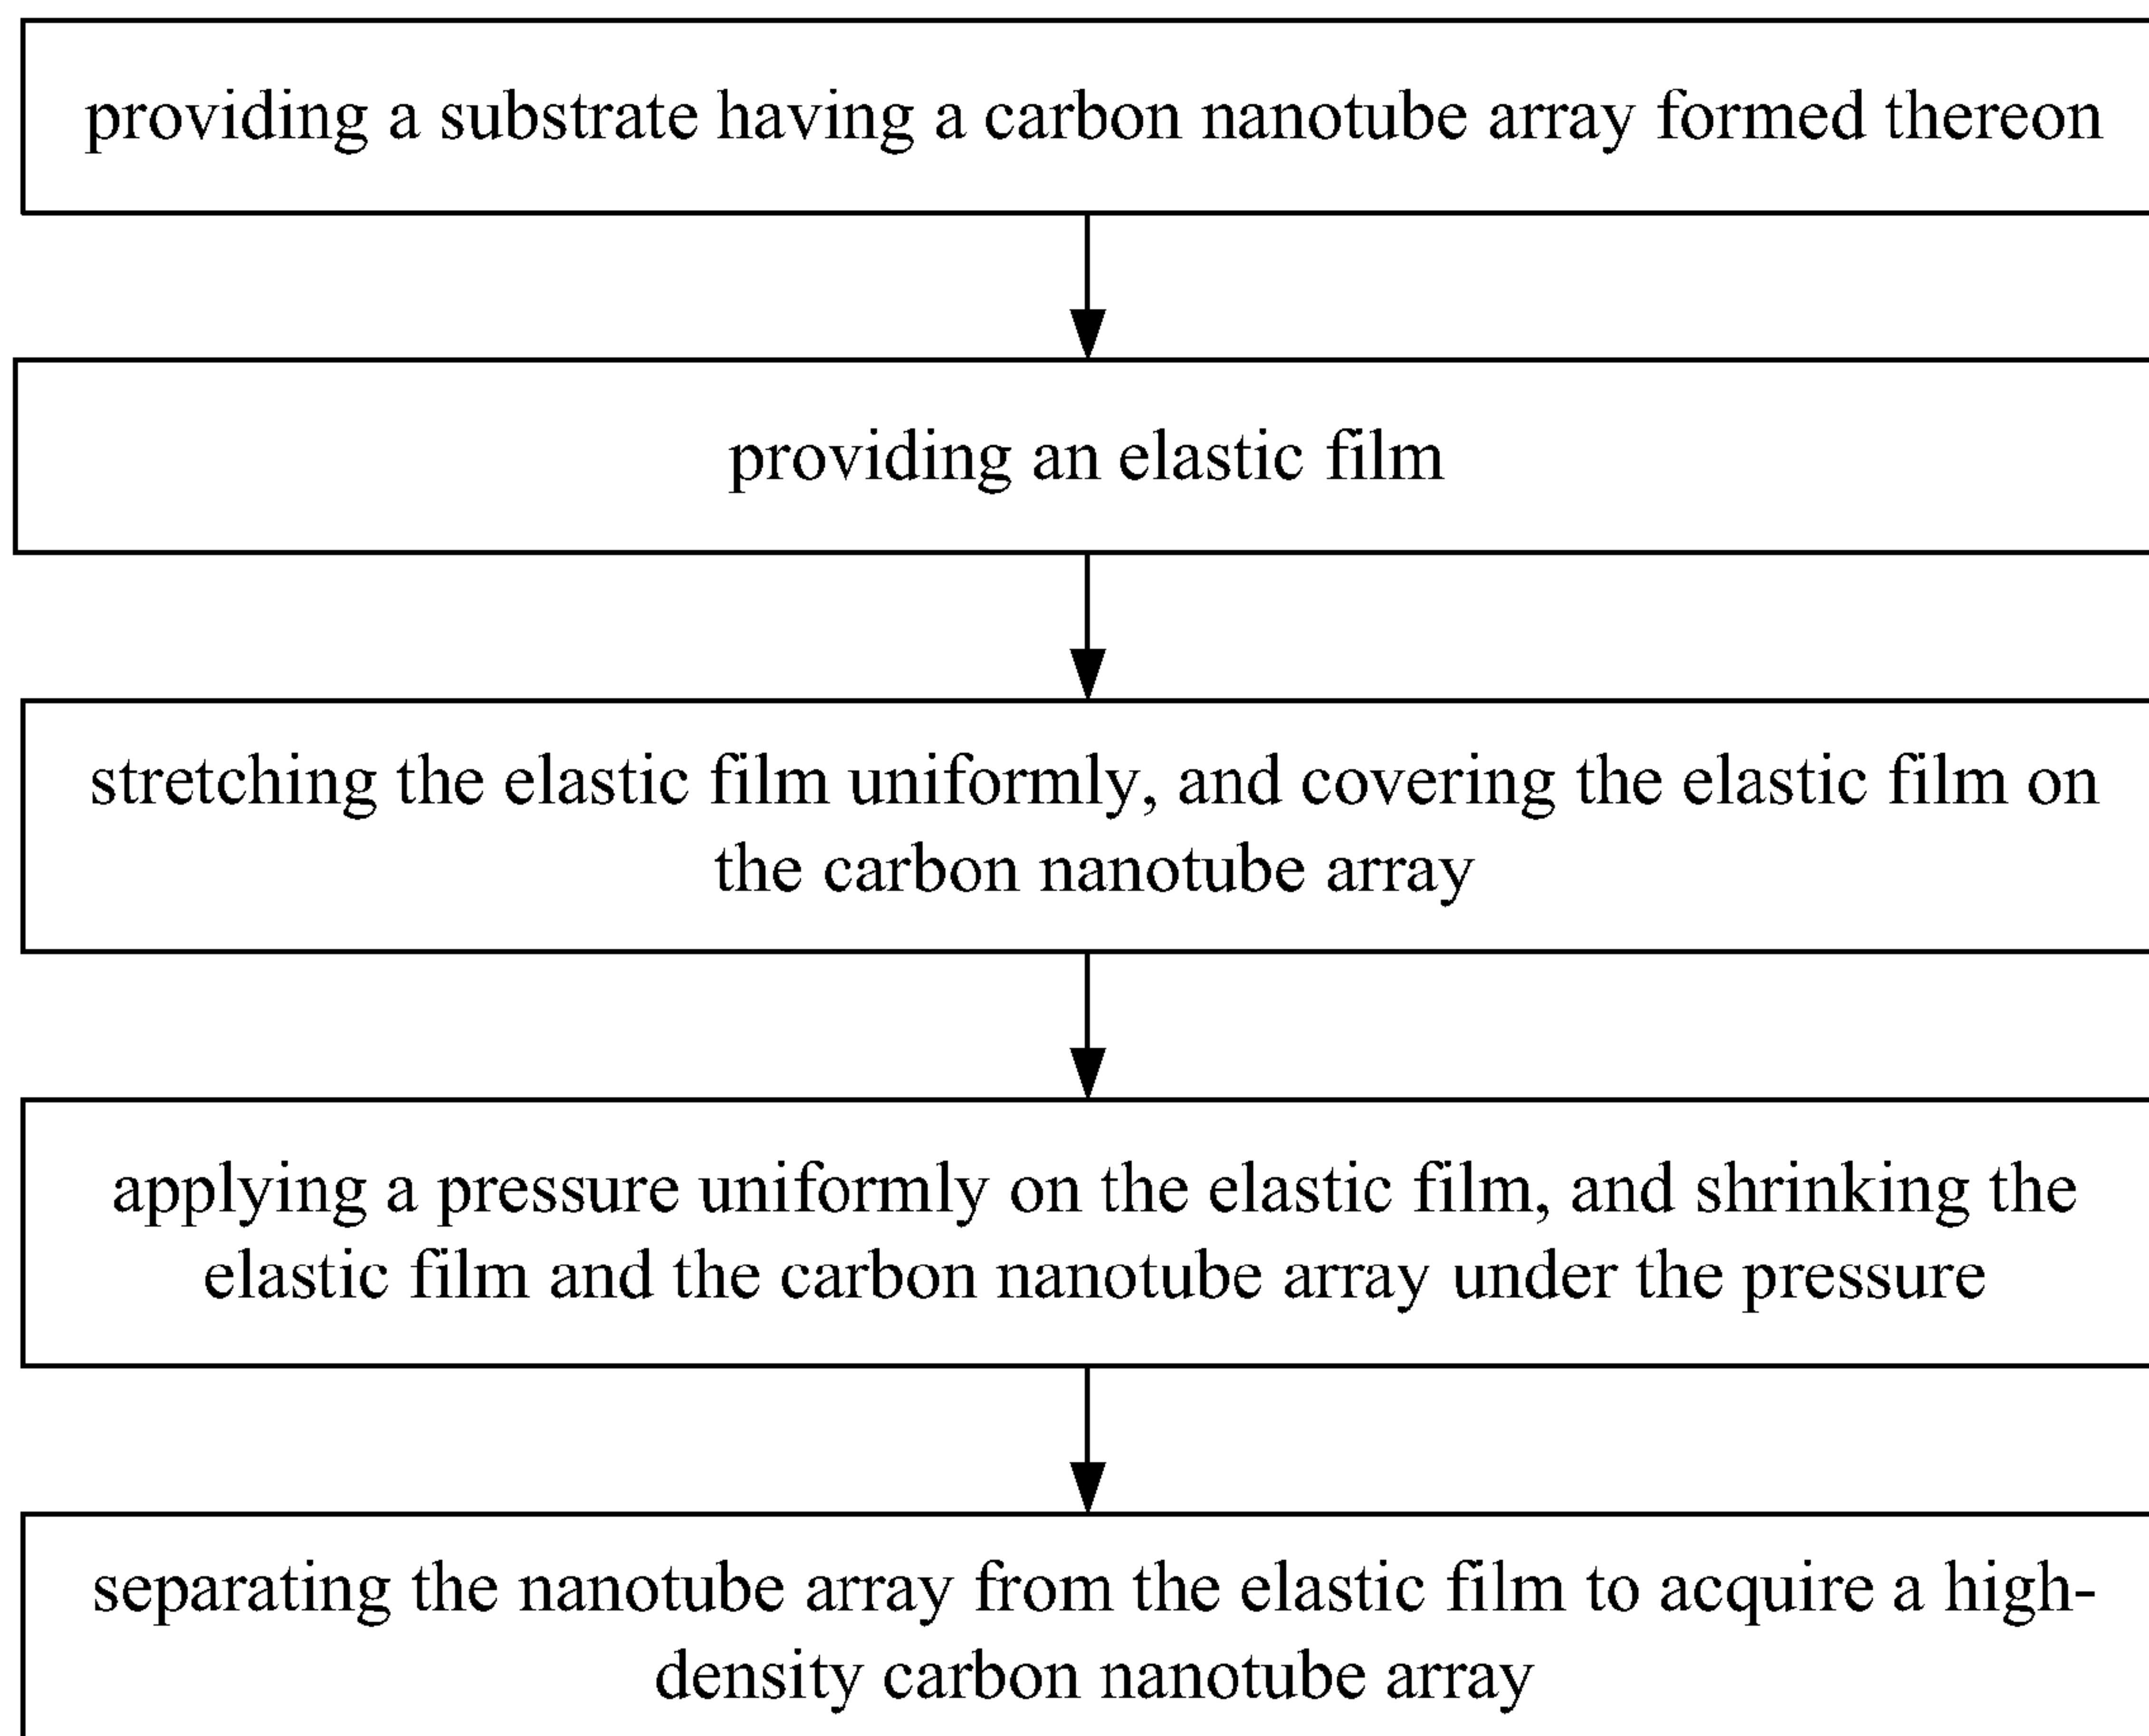 providing a substrate having a carbon nanotube array formed thereon
providing an elastic film
stretching the elastic film uniformly, and covering the elastic film on
the carbon nanotube array
applying a pressure uniformly on the elastic film, and shrinking the
elastic film and the carbon nanotube array under the pressure
separating the nanotube array from the elastic film to acquire a high-
density carbon nanotube array